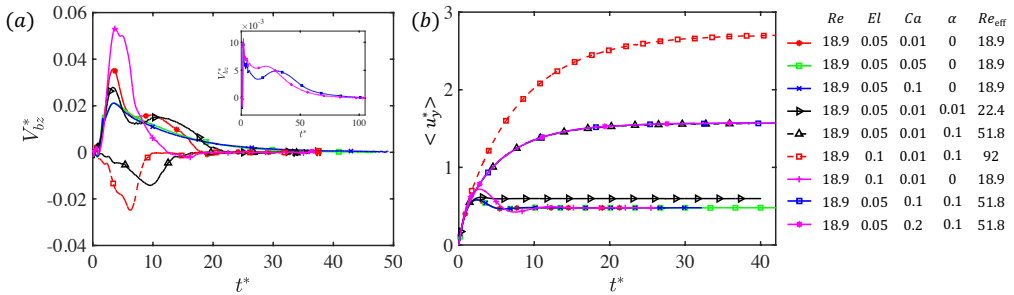 (a)
V*bz
0.06
0.04
0.02
0
-0.02
-0.04
0 10 20 30 40 50
t*
×10⁻³
V*bz
10
5
0
0 50 100
t*
(b)
< u*y >
3
2
1
0
0 10 20 30 40
t*
Re El Ca α Reeff
18.9 0.05 0.01 0 18.9
18.9 0.05 0.05 0 18.9
18.9 0.05 0.1 0 18.9
18.9 0.05 0.01 0.01 22.4
18.9 0.05 0.01 0.1 51.8
18.9 0.1 0.01 0.1 92
18.9 0.1 0.01 0 18.9
18.9 0.05 0.1 0.1 51.8
18.9 0.05 0.2 0.1 51.8